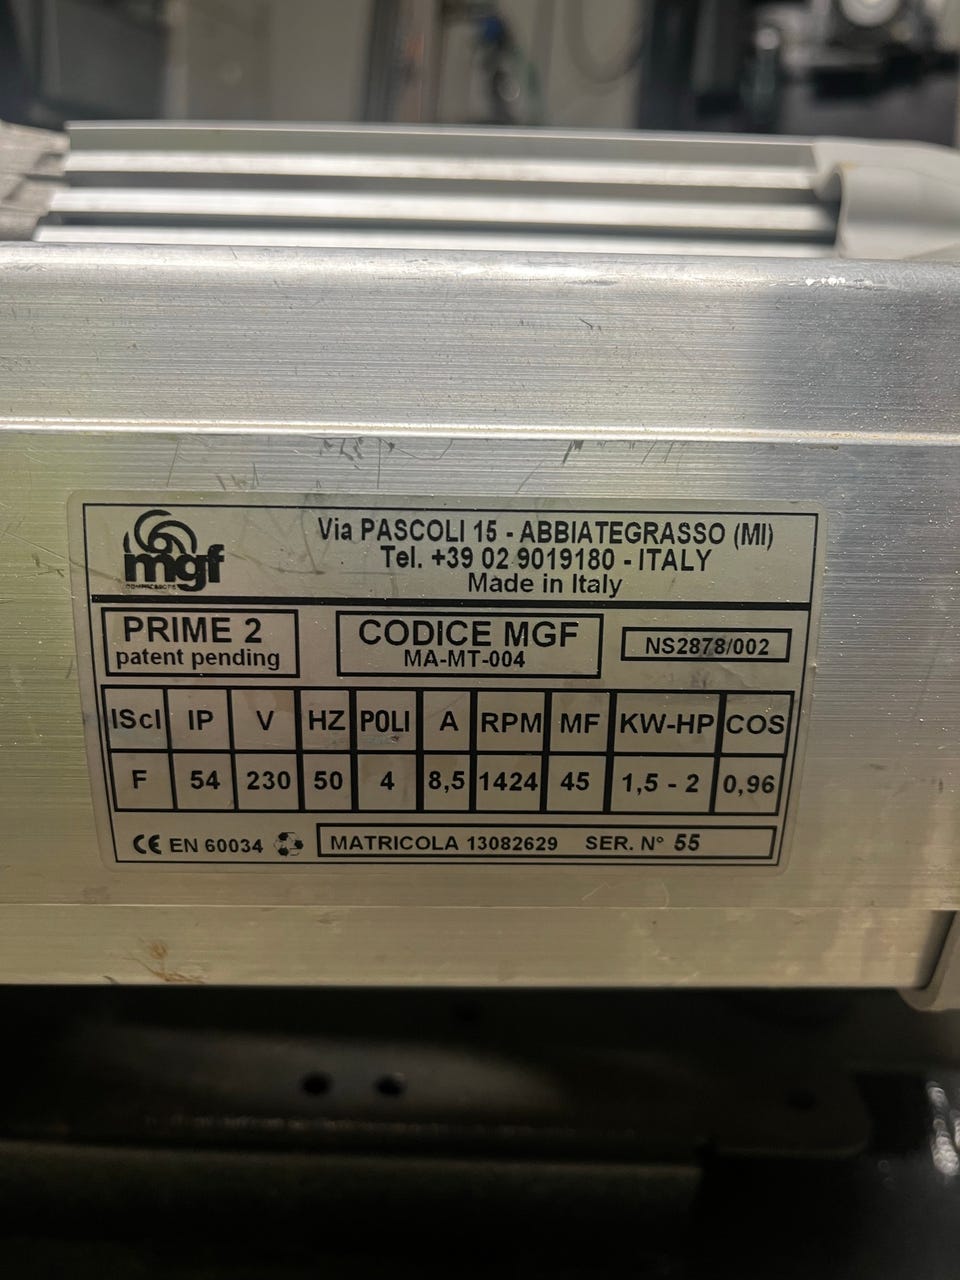 mgf
Via PASCOLI 15 - ABBIATEGRASSO (MI)
Tel. +39 02 9019180 - ITALY
Made in Italy
PRIME 2
patent pending
CODICE MGF
MA-MT-004
NS2878/002
IScl IP V HZ POLI A RPM MF KW-HP COS
F 54 230 50 4 8,5 1424 45 1,5 - 2 0,96
CE EN 60034 MATRICOLA 13082629 SER. N° 55